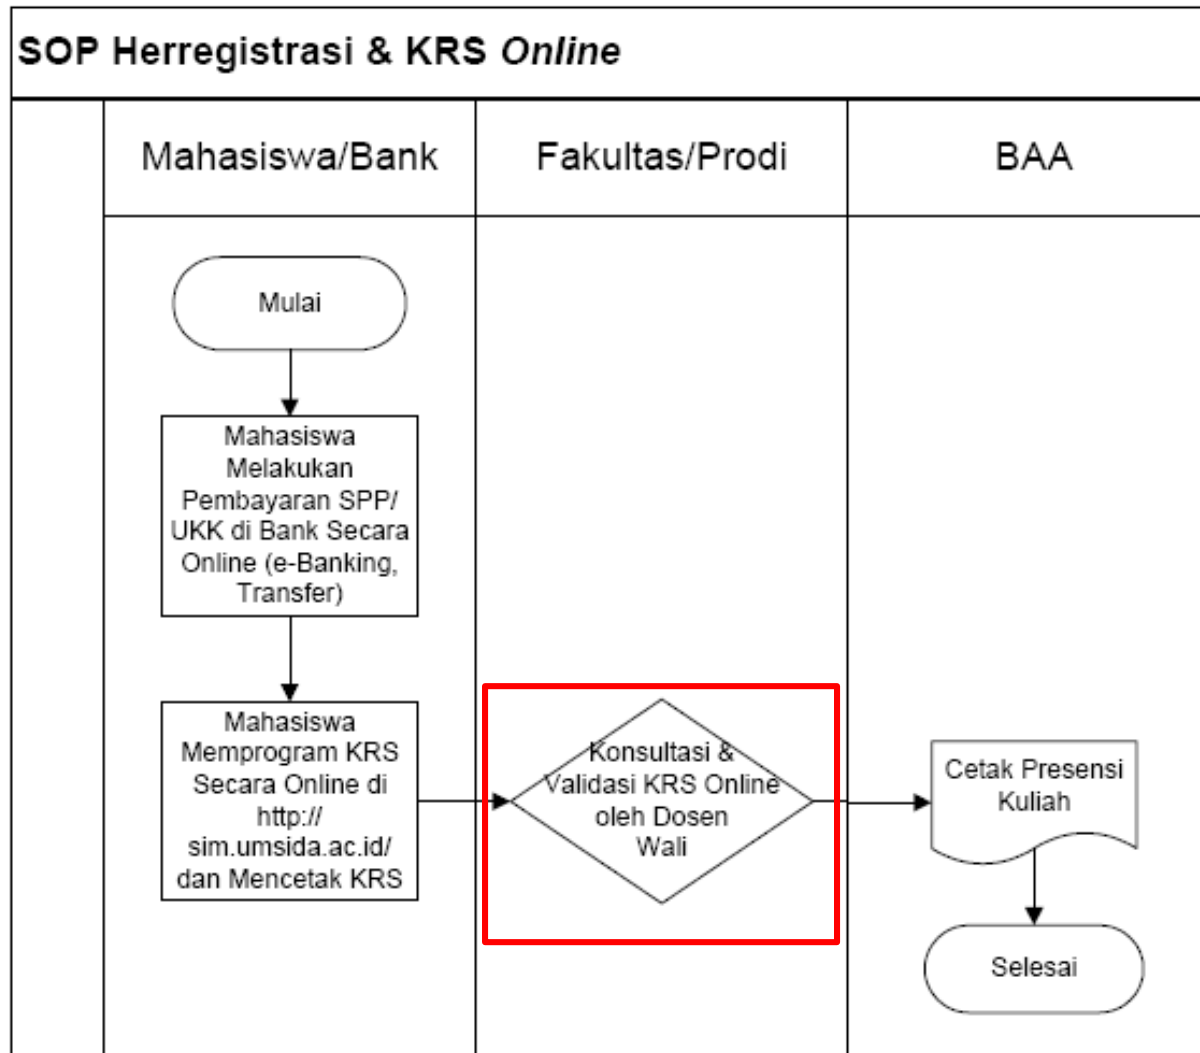 SOP Herregistrasi & KRS Online
Mahasiswa/Bank
Fakultas/Prodi
BAA
Mulai
Mahasiswa
Melakukan
Pembayaran SPP/
UKK di Bank Secara
Online (e-Banking,
Transfer)
Mahasiswa
Memprogram KRS
Secara Online di
http://
sim.umsida.ac.id/
dan Mencetak KRS
Konsultasi &
Validasi KRS Online
oleh Dosen
Wali
Cetak Presensi
Kuliah
Selesai